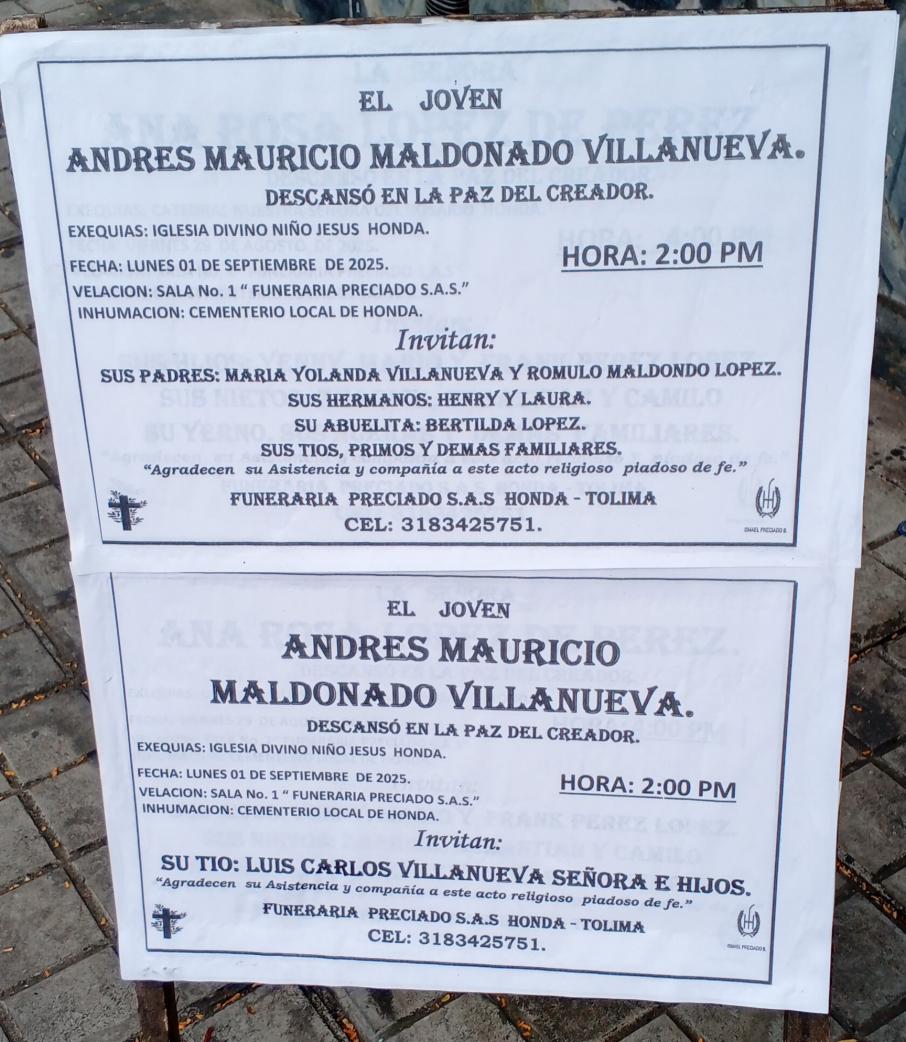 EL JOVEN
ANDRES MAURICIO MALDONADO VILLANUEVA.
DESCANSÓ EN LA PAZ DEL CREADOR.
EXEQUIAS: IGLESIA DIVINO NIÑO JESUS HONDA.
FECHA: LUNES 01 DE SEPTIEMBRE DE 2025.
HORA: 2:00 PM
VELACION: SALA No. 1 “ FUNERARIA PRECIADO S.A.S.”
INHUMACION: CEMENTERIO LOCAL DE HONDA.
Invitan:
SUS PADRES: MARIA YOLANDA VILLANUEVA Y ROMULO MALDONDO LOPEZ.
SUS HERMANOS: HENRY Y LAURA.
SU ABUELITA: BERTILDA LOPEZ.
SUS TIOS, PRIMOS Y DEMAS FAMILIARES.
“Agradecen su Asistencia y compañía a este acto religioso piadoso de fe.”
FUNERARIA PRECIADO S.A.S HONDA - TOLIMA
CEL: 3183425751.
ISMAEL PRECIADO B.
EL JOVEN
ANDRES MAURICIO
MALDONADO VILLANUEVA.
DESCANSÓ EN LA PAZ DEL CREADOR.
EXEQUIAS: IGLESIA DIVINO NIÑO JESUS HONDA.
FECHA: LUNES 01 DE SEPTIEMBRE DE 2025.
HORA: 2:00 PM
VELACION: SALA No. 1 “ FUNERARIA PRECIADO S.A.S.”
INHUMACION: CEMENTERIO LOCAL DE HONDA.
Invitan:
SU TIO: LUIS CARLOS VILLANUEVA SEÑORA E HIJOS.
“Agradecen su Asistencia y compañía a este acto religioso piadoso de fe.”
FUNERARIA PRECIADO S.A.S HONDA - TOLIMA
CEL: 3183425751.
ISMAEL PRECIADO B.